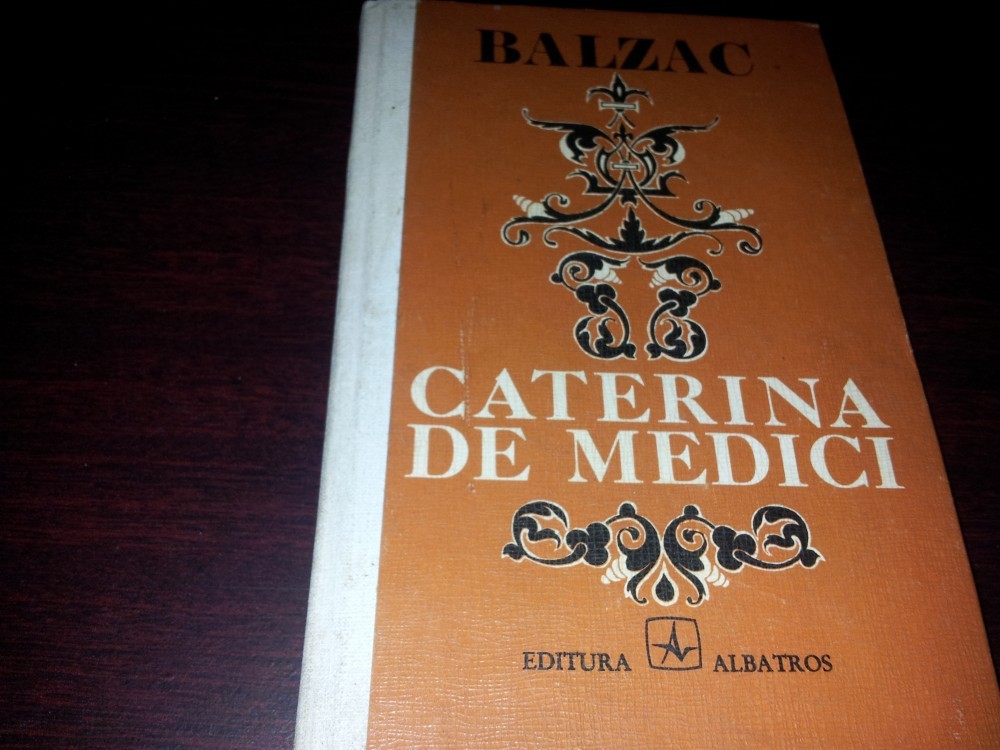 BALZAC
CATERINA
DE MEDICI
EDITURA ALBATROS